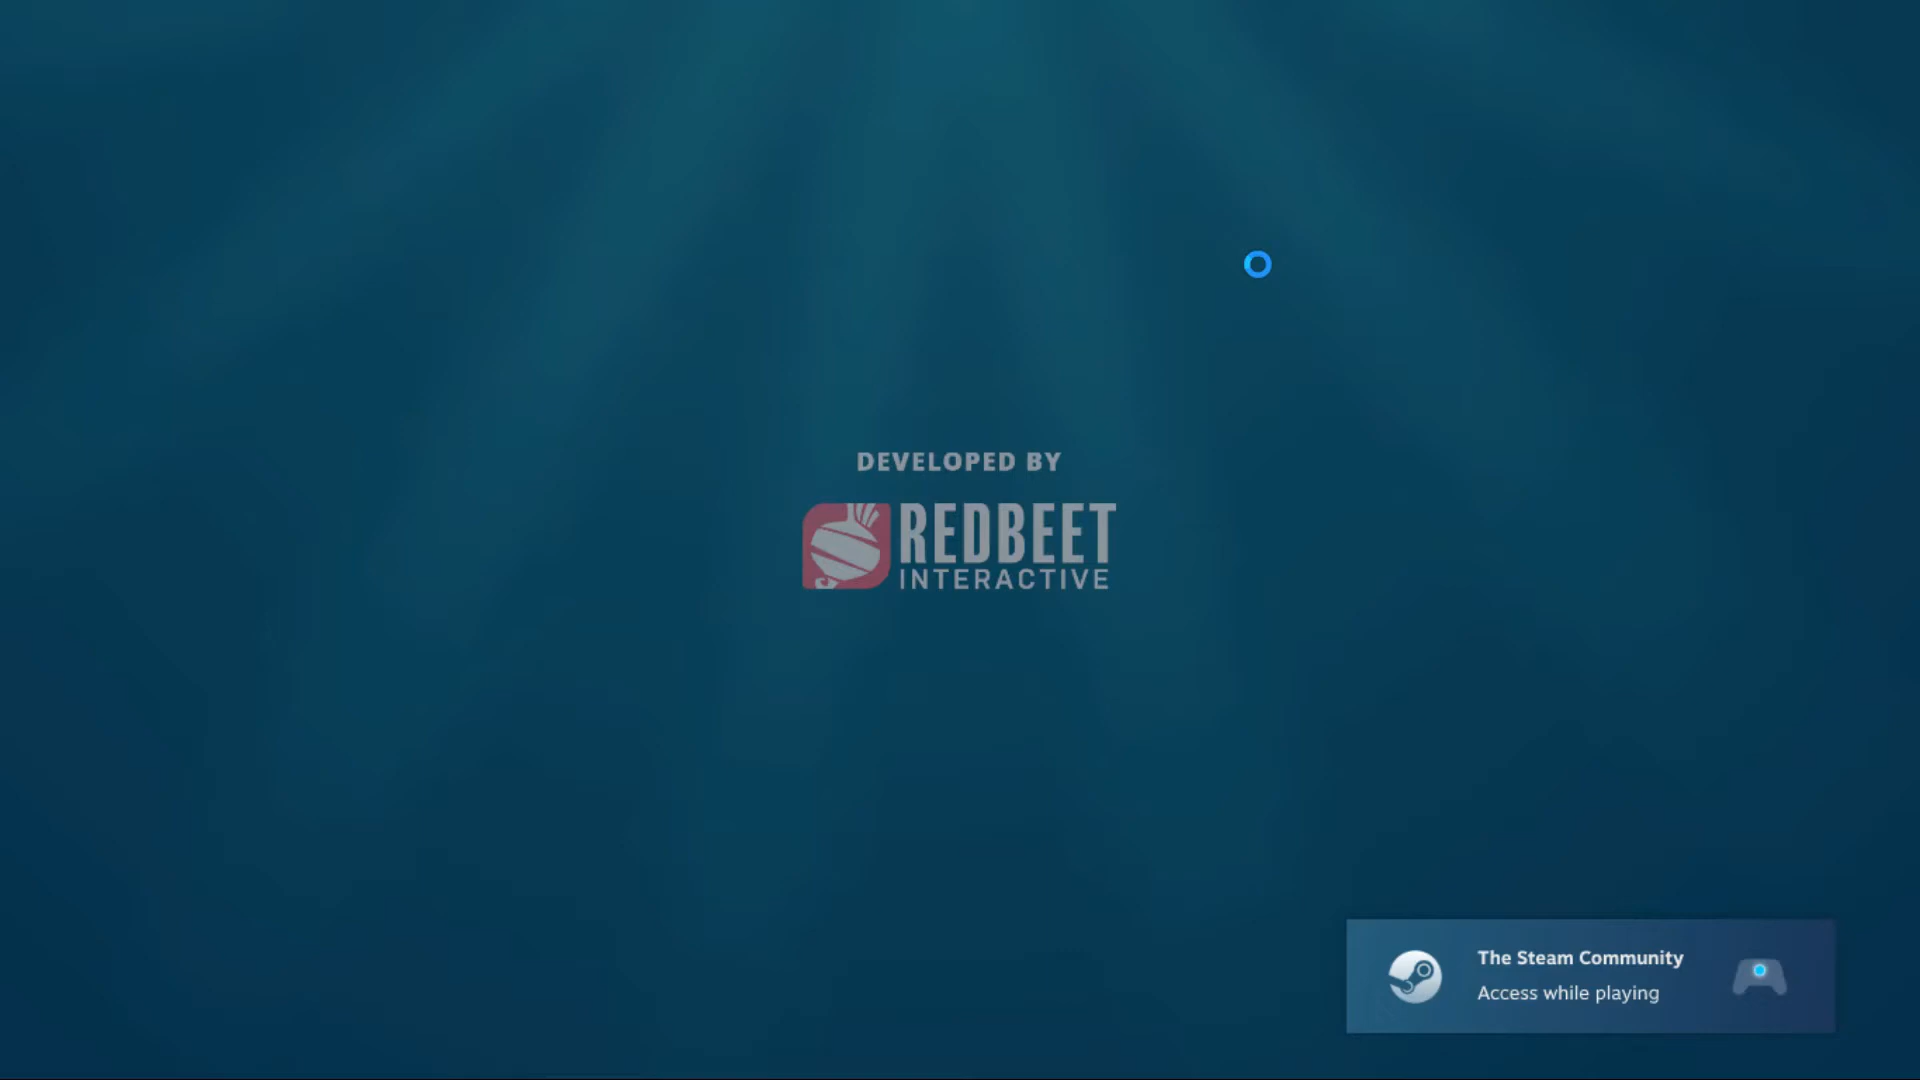 DEVELOPED BY
REDBEET
INTERACTIVE
The Steam Community
Access while playing